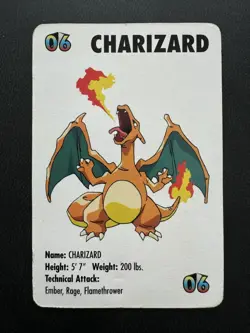 06 CHARIZARD
Name: CHARIZARD
Height: 5' 7" Weight: 200 lbs.
Technical Attack:
Ember, Rage, Flamethrower
06